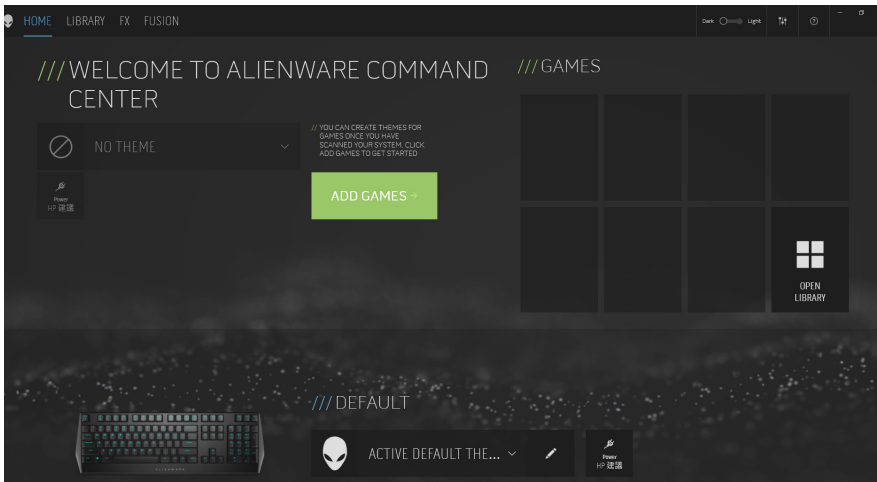 HOME LIBRARY FX FUSION
Dark Light
///WELCOME TO ALIENWARE COMMAND
CENTER
NO THEME
Power
HP 建議
// YOU CAN CREATE THEMES FOR
GAMES ONCE YOU HAVE
SCANNED YOUR SYSTEM. CLICK
ADD GAMES TO GET STARTED
ADD GAMES
///GAMES
OPEN
LIBRARY
///DEFAULT
ALIENWARE
ACTIVE DEFAULT THE...
Power
HP 建議